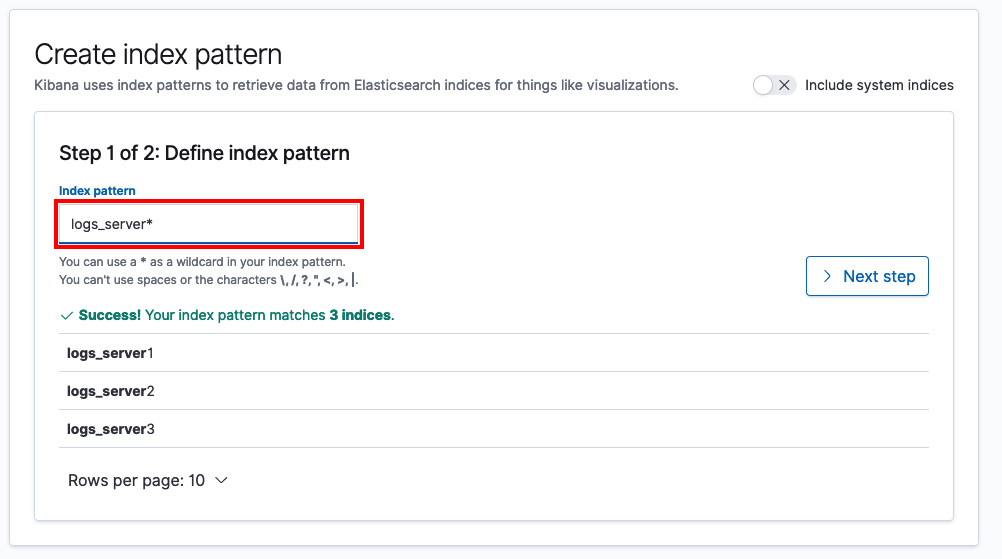 Create index pattern
Kibana uses index patterns to retrieve data from Elasticsearch indices for things like visualizations.
Include system indices
Step 1 of 2: Define index pattern
Index pattern
logs_server*
You can use a * as a wildcard in your index pattern.
You can't use spaces or the characters \, /, ?, ", <, >, |.
Next step
Success! Your index pattern matches 3 indices.
logs_server1
logs_server2
logs_server3
Rows per page: 10